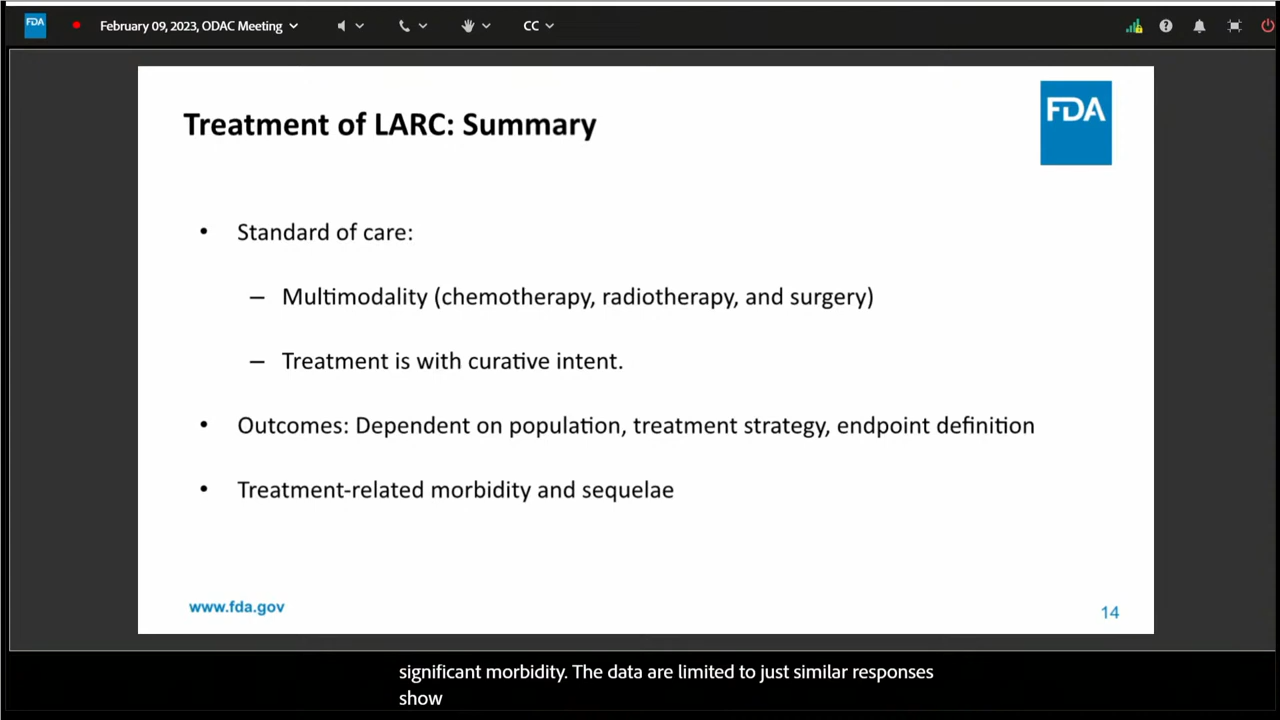 FDA
February 09, 2023, ODAC Meeting
CC
FDA
Treatment of LARC: Summary
• Standard of care:
– Multimodality (chemotherapy, radiotherapy, and surgery)
– Treatment is with curative intent.
• Outcomes: Dependent on population, treatment strategy, endpoint definition
• Treatment-related morbidity and sequelae
www.fda.gov
14
significant morbidity. The data are limited to just similar responses
show